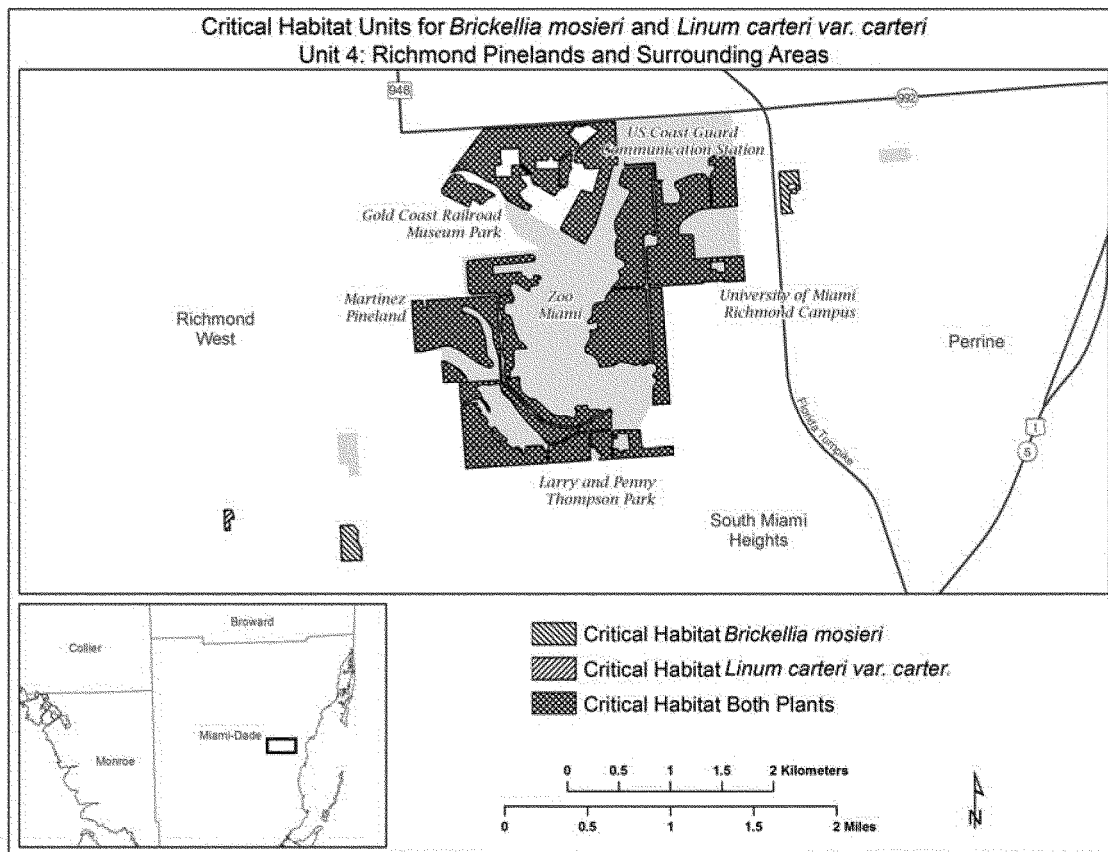 Critical Habitat Units for Brickellia mosieri and Linum carteri var. carteri
Unit 4: Richmond Pinelands and Surrounding Areas
948
992
US Coast Guard
Communication Station
Gold Coast Railroad
Museum Park
Martinez
Pineland
Zoo
Miami
University of Miami
Richmond Campus
Richmond
West
Perrine
Florida Turnpike
1
5
Larry and Penny
Thompson Park
South Miami
Heights
Broward
Collier
Miami-Dade
Monroe
Critical Habitat Brickellia mosieri
Critical Habitat Linum carteri var. carter.
Critical Habitat Both Plants
0 0.5 1 1.5 2 Kilometers
0 0.5 1 1.5 2 Miles
N